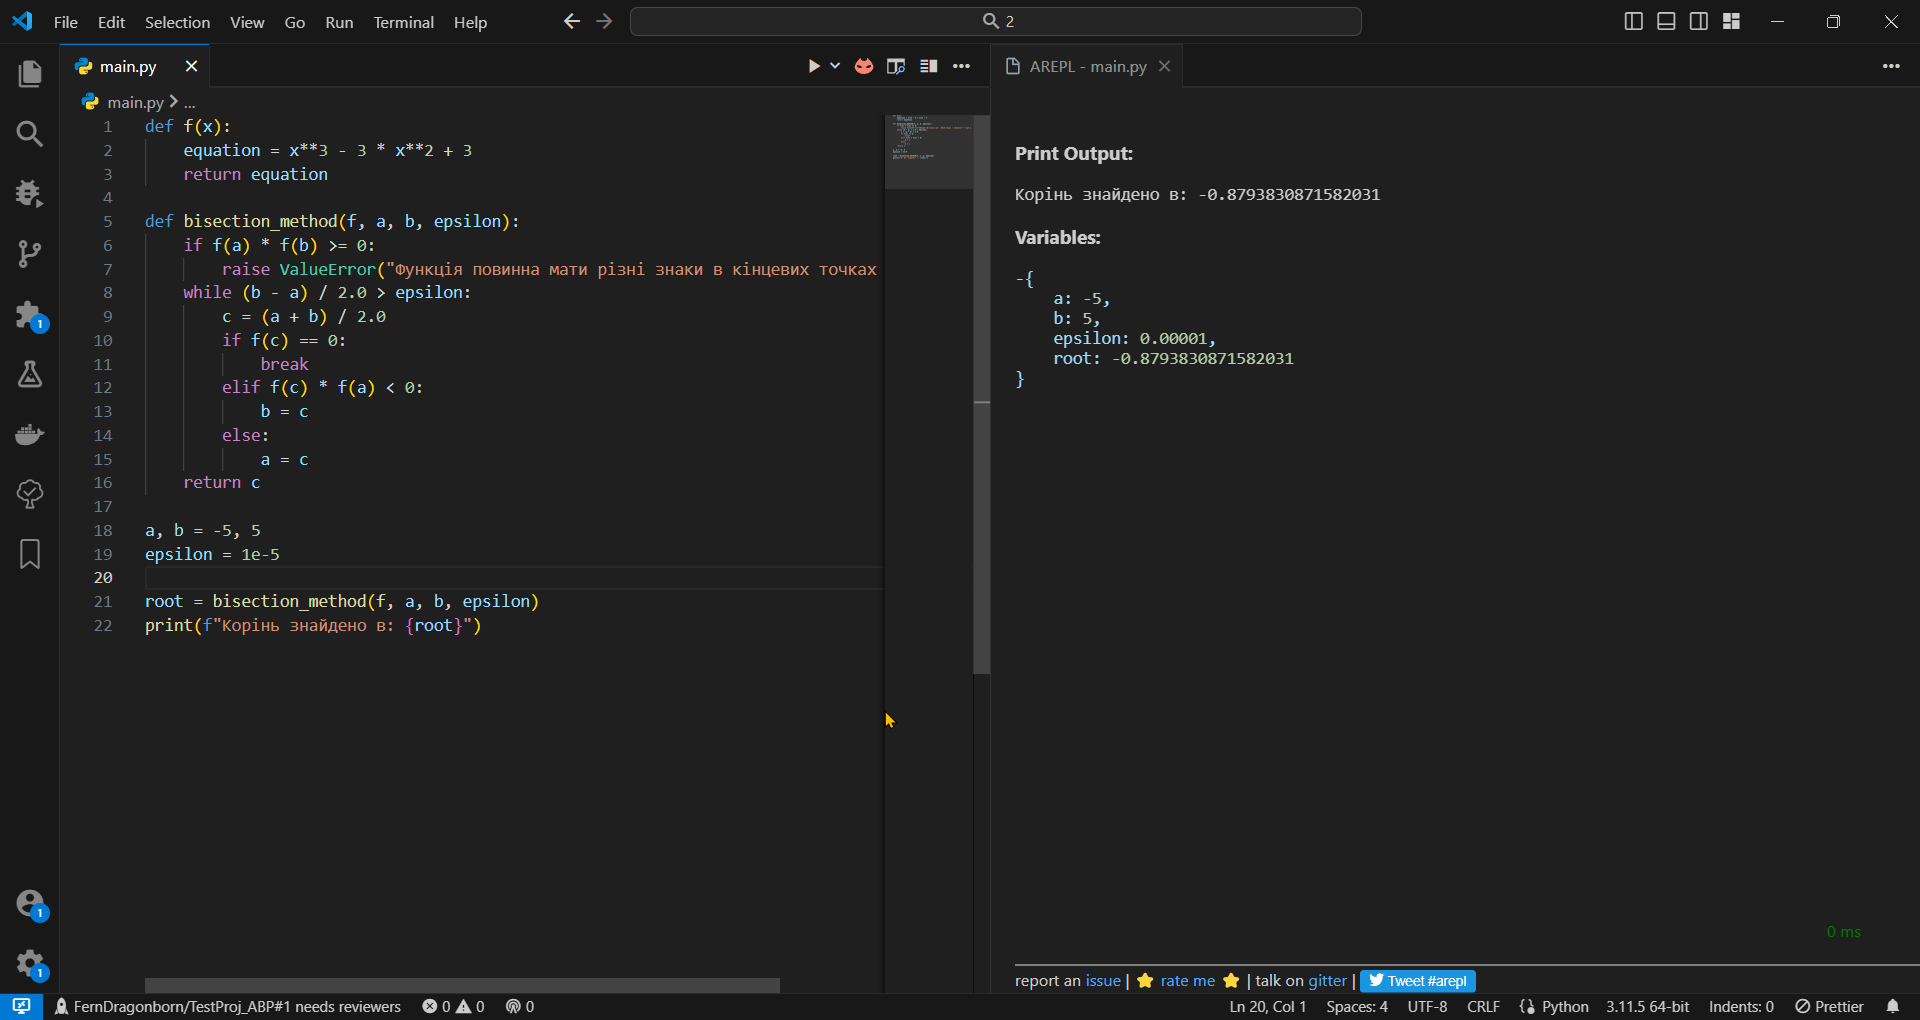 File Edit Selection View Go Run Terminal Help
2
main.py
AREPL - main.py
main.py > ...
1 def f(x):
2     equation = x**3 - 3 * x**2 + 3
3     return equation
4
5 def bisection_method(f, a, b, epsilon):
6     if f(a) * f(b) >= 0:
7         raise ValueError("Функція повинна мати різні знаки в кінцевих точках
8     while (b - a) / 2.0 > epsilon:
9         c = (a + b) / 2.0
10         if f(c) == 0:
11             break
12         elif f(c) * f(a) < 0:
13             b = c
14         else:
15             a = c
16     return c
17
18 a, b = -5, 5
19 epsilon = 1e-5
20
21 root = bisection_method(f, a, b, epsilon)
22 print(f"Корінь знайдено в: {root}")
Print Output:
Корінь знайдено в: -0.8793830871582031
Variables:
-{
a: -5,
b: 5,
epsilon: 0.00001,
root: -0.8793830871582031
}
0 ms
report an issue | ⭐ rate me ⭐ | talk on gitter | Tweet #arepl
1
1
1
FernDragonborn/TestProj_ABP#1 needs reviewers 0 0 0 Ln 20, Col 1 Spaces: 4 UTF-8 CRLF Python 3.11.5 64-bit Indents: 0 Prettier